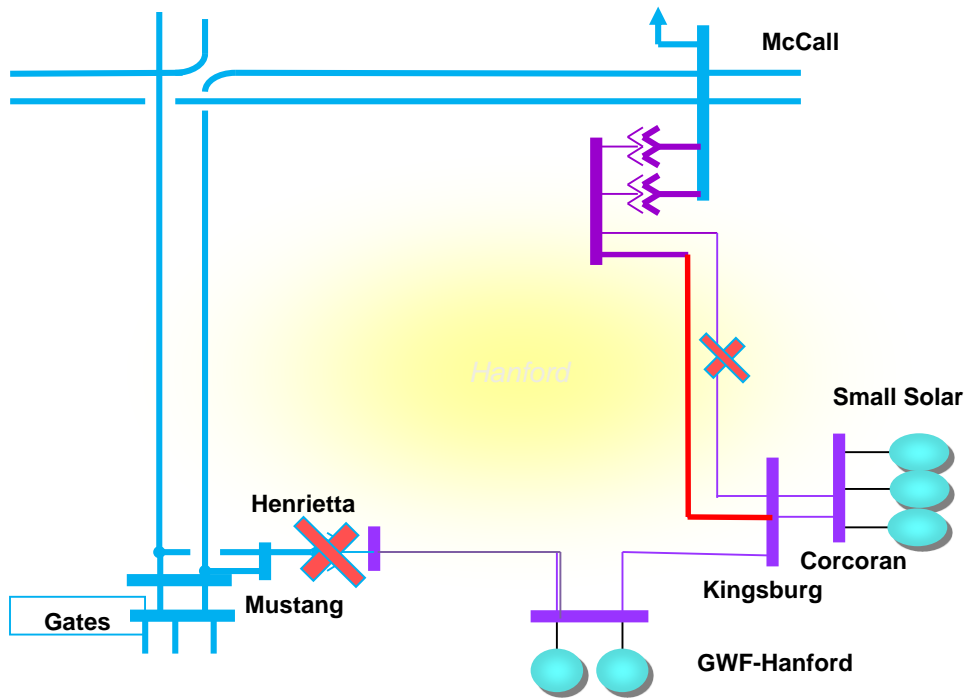 McCall
Hanford
Small Solar
Henrietta
Corcoran
Kingsburg
Mustang
Gates
GWF-Hanford